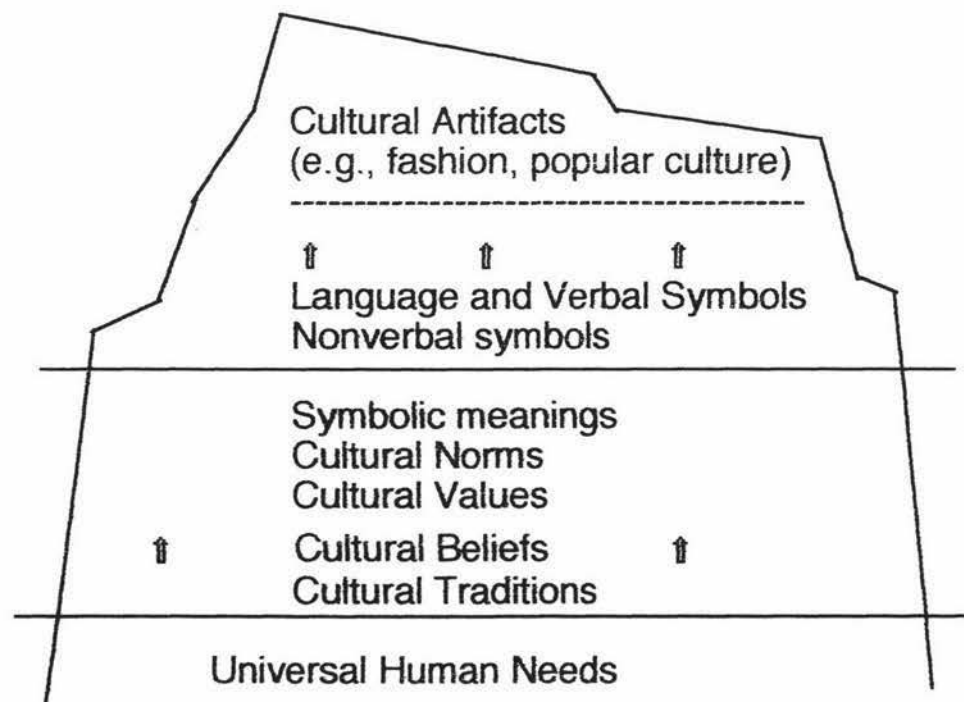 Cultural Artifacts
(e.g., fashion, popular culture)
Language and Verbal Symbols
Nonverbal symbols
Symbolic meanings
Cultural Norms
Cultural Values
Cultural Beliefs
Cultural Traditions
Universal Human Needs